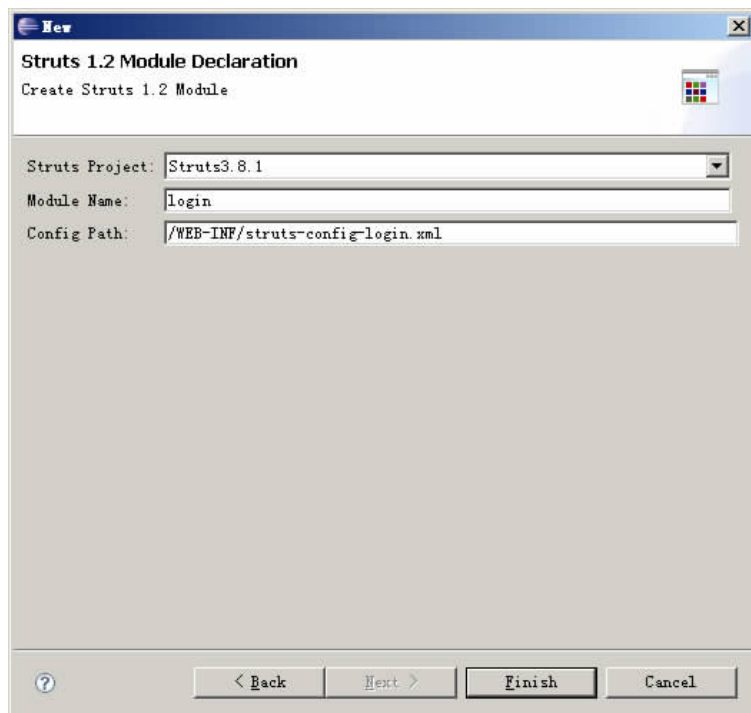 New
Struts 1.2 Module Declaration
Create Struts 1.2 Module
Struts Project: Struts3.8.1
Module Name: login
Config Path: /WEB-INF/struts-config-login.xml
< Back Next > Finish Cancel